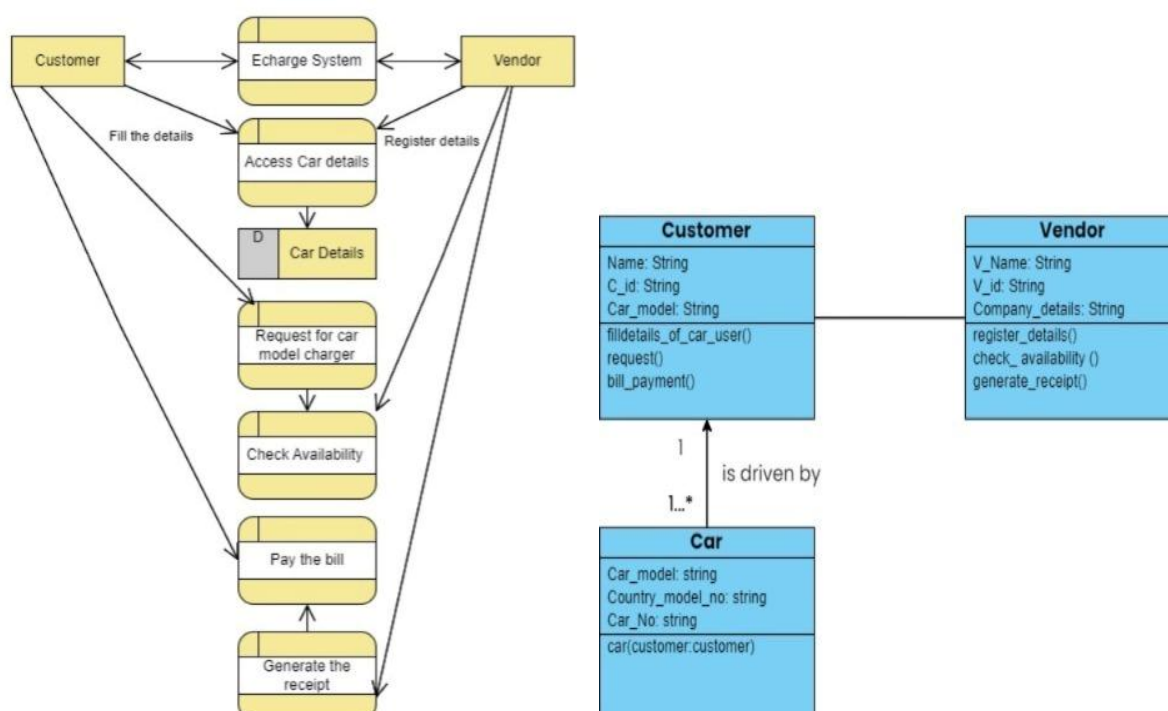 Customer
Echarge System
Vendor
Fill the details
Register details
Access Car details
D
Car Details
Request for car
model charger
Check Availability
Pay the bill
Generate the
receipt
Customer
Name: String
C_id: String
Car_model: String
filldetails_of_car_user()
request()
bill_payment()
Vendor
V_Name: String
V_id: String
Company_details: String
register_details()
check_ availability ()
generate_receipt()
1
is driven by
1...*
Car
Car_model: string
Country_model_no: string
Car_No: string
car(customer:customer)